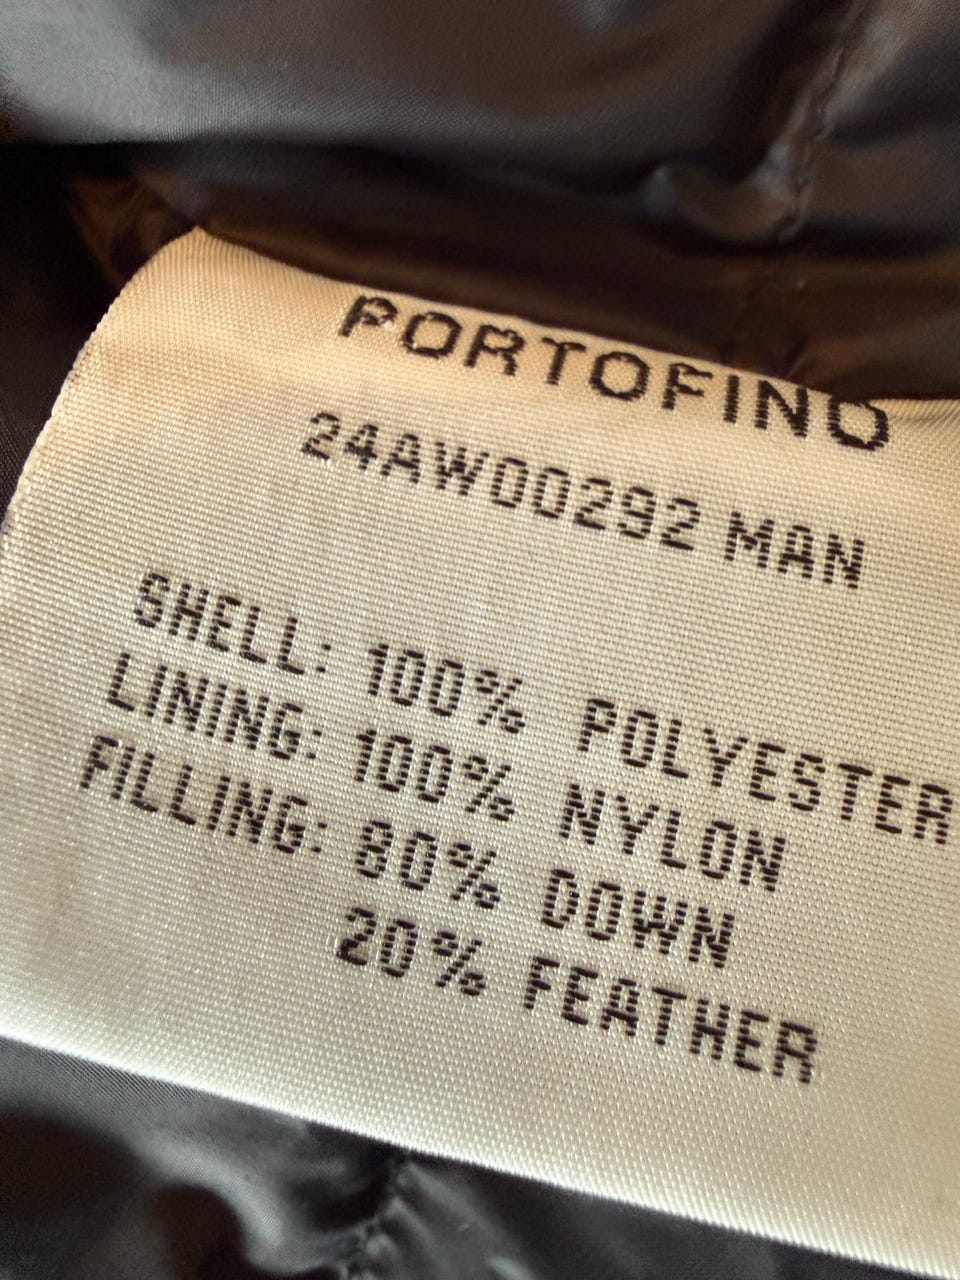 PORTOFINO
24AW00292 MAN
SHELL: 100% POLYESTER
LINING: 100% NYLON
FILLING: 80% DOWN
20% FEATHER